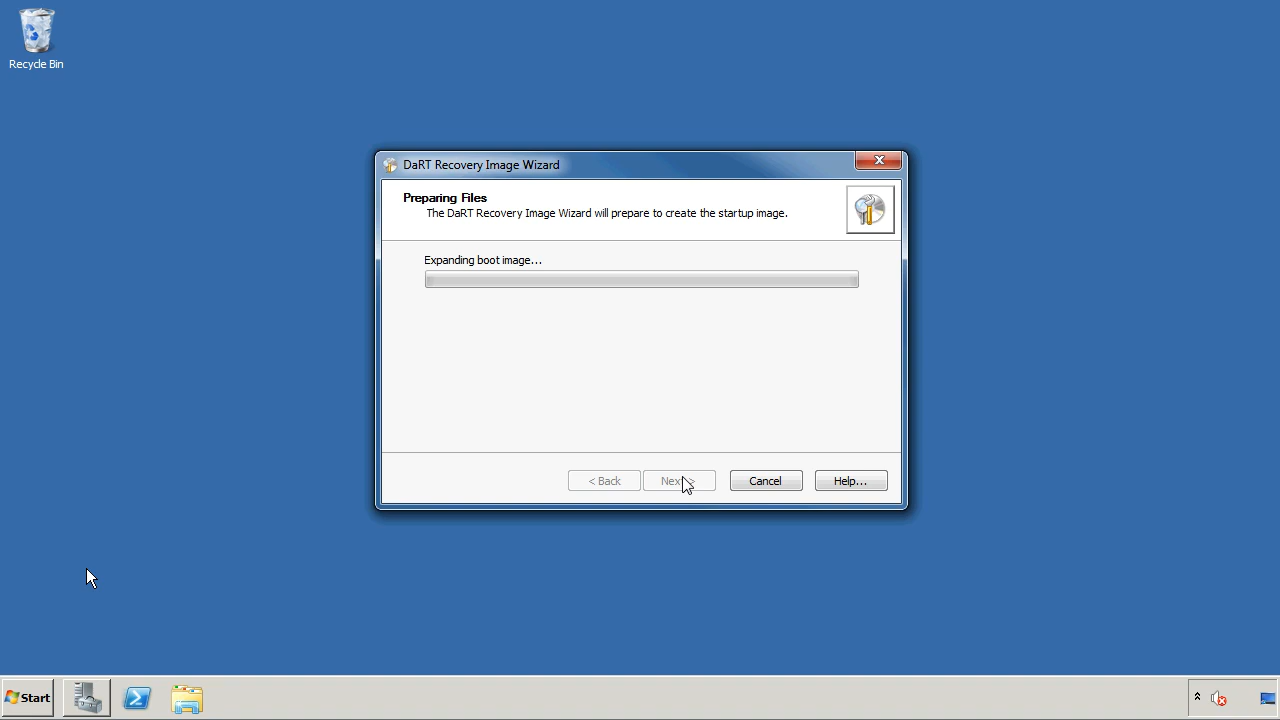 Recycle Bin
DaRT Recovery Image Wizard
Preparing Files
The DaRT Recovery Image Wizard will prepare to create the startup image.
Expanding boot image...
< Back
Next >
Cancel
Help...
Start